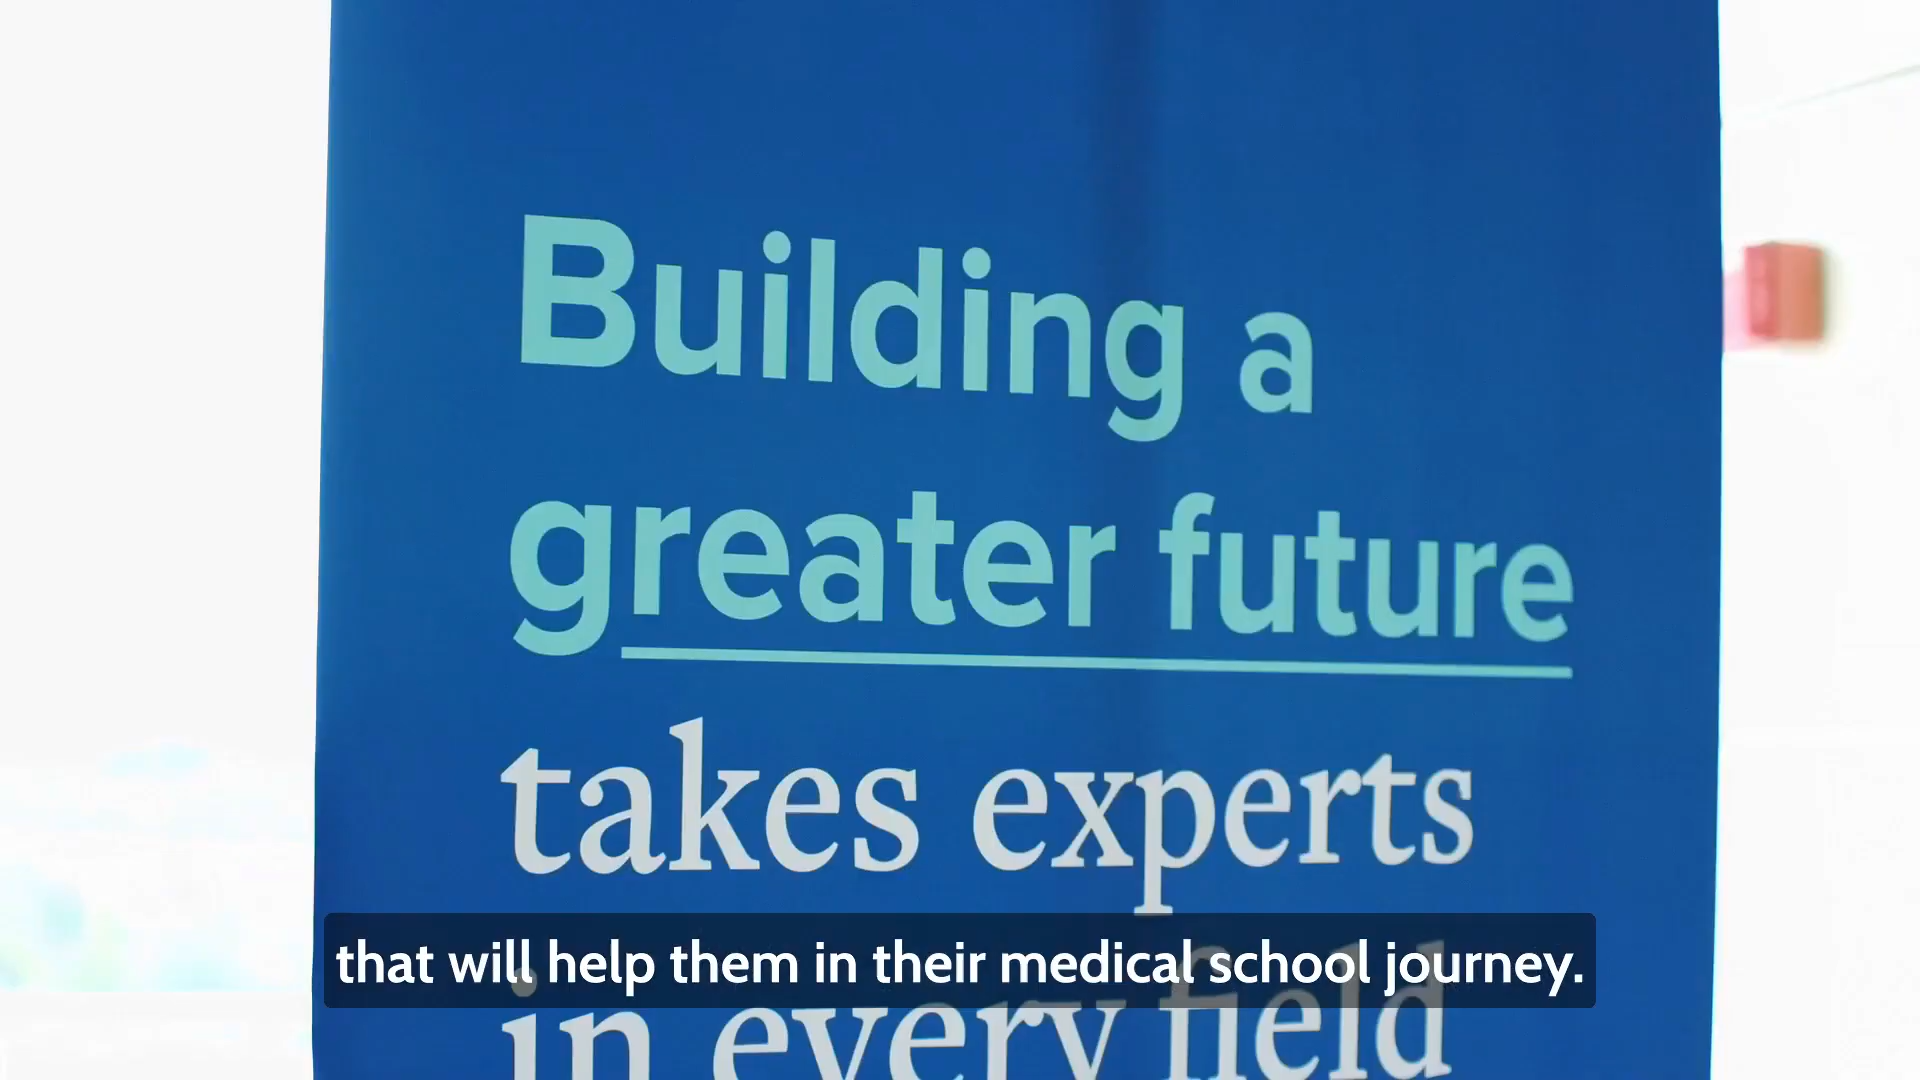 Building a
greater future
takes experts
in every field
that will help them in their medical school journey.